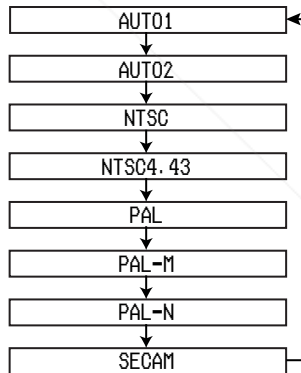 AUTO1
AUTO2
NTSC
NTSC4.43
PAL
PAL-M
PAL-N
SECAM